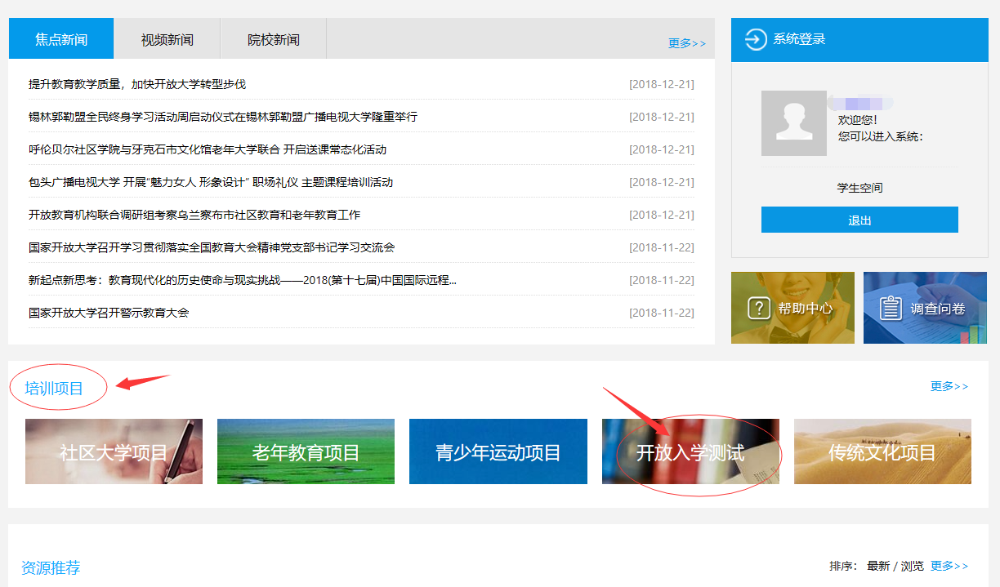 焦点新闻 视频新闻 院校新闻 更多>>
提升教育教学质量，加快开放大学转型步伐 [2018-12-21]
锡林郭勒盟全民终身学习活动周启动仪式在锡林郭勒盟广播电视大学隆重举行 [2018-12-21]
呼伦贝尔社区学院与牙克石市文化馆老年大学联合 开启送课常态化活动 [2018-12-21]
包头广播电视大学 开展“魅力女人 形象设计” 职场礼仪 主题课程培训活动 [2018-12-21]
开放教育机构联合调研组考察乌兰察布市社区教育和老年教育工作 [2018-12-21]
国家开放大学召开学习贯彻落实全国教育大会精神党支部书记学习交流会 [2018-11-22]
新起点新思考：教育现代化的历史使命与现实挑战——2018(第十七届)中国国际远程... [2018-11-22]
国家开放大学召开警示教育大会 [2018-11-22]
系统登录
欢迎您！
您可以进入系统：
学生空间
退出
帮助中心 调查问卷
培训项目 更多>>
社区大学项目 老年教育项目 青少年运动项目 开放入学测试 传统文化项目
资源推荐 排序： 最新 / 浏览 更多>>